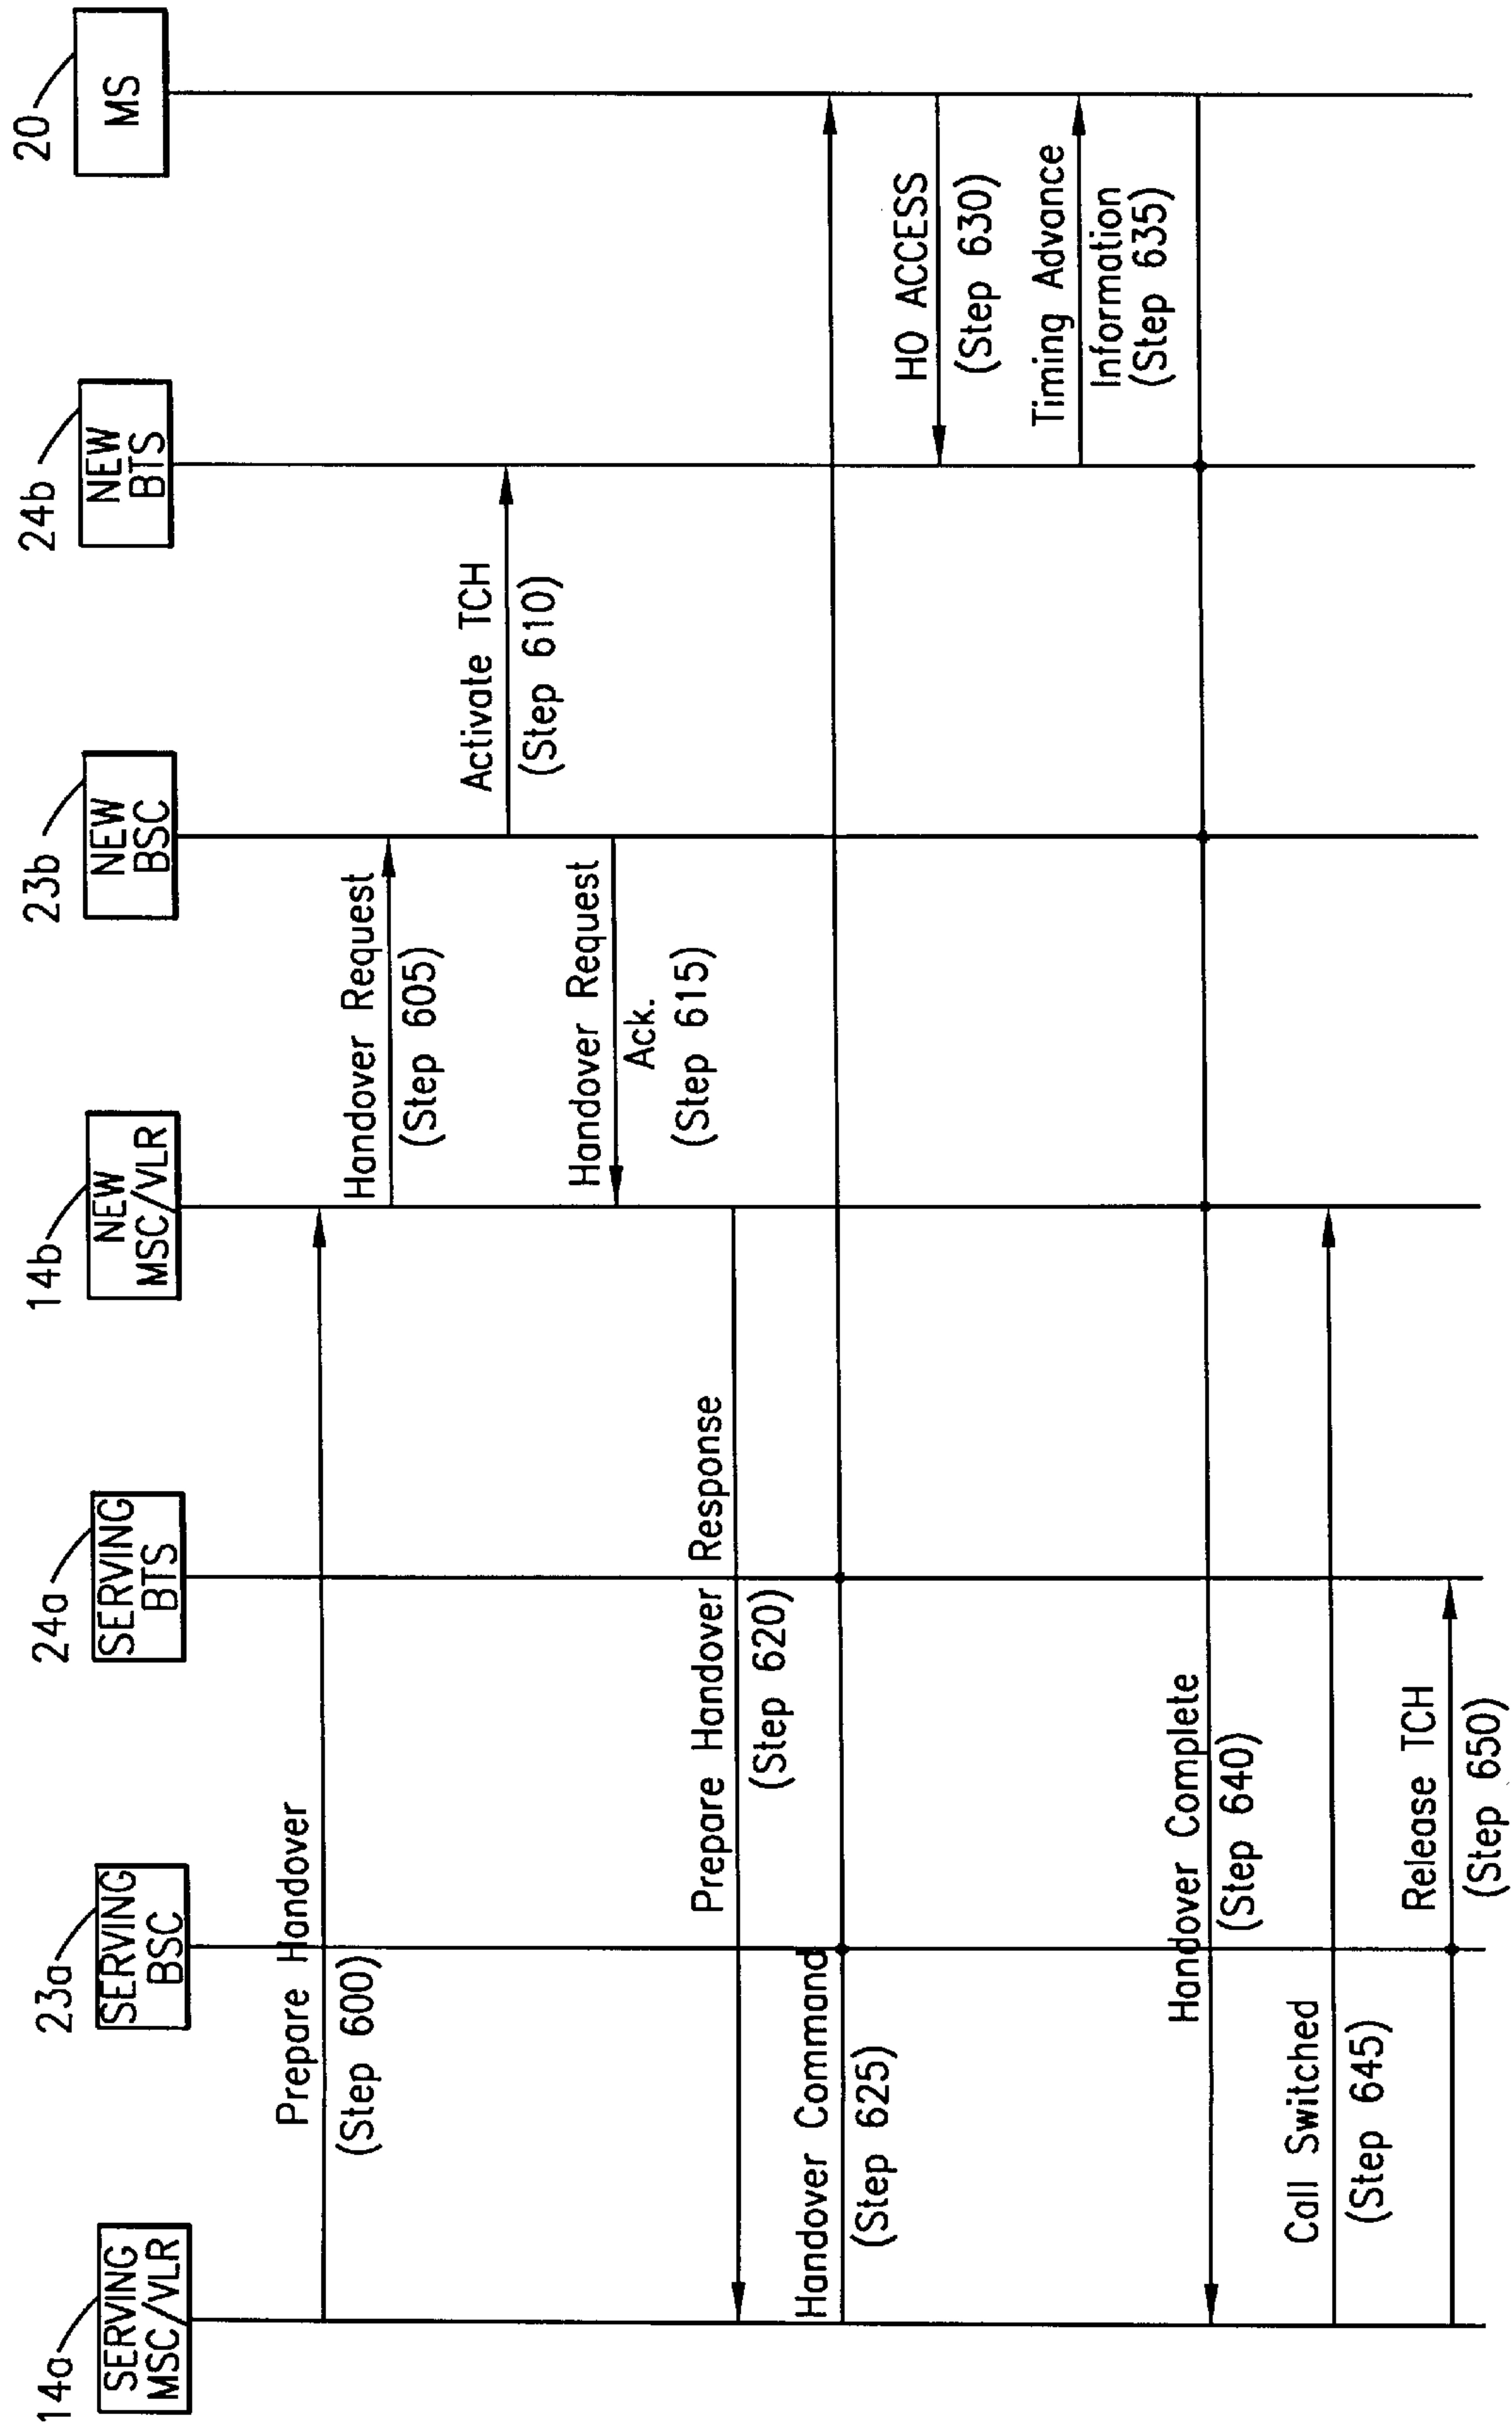 14a
SERVING
MSC/VLR
23a
SERVING
BSC
24a
SERVING
BTS
14b
NEW
MSC/VLR
23b
NEW
BSC
24b
NEW
BTS
20
MS
Prepare Handover
(Step 600)
Handover Request
(Step 605)
Activate TCH
(Step 610)
Handover Request
Ack.
(Step 615)
Prepare Handover Response
(Step 620)
Handover Command
(Step 625)
HO ACCESS
(Step 630)
Timing Advance
Information
(Step 635)
Handover Complete
(Step 640)
Call Switched
(Step 645)
Release TCH
(Step 650)